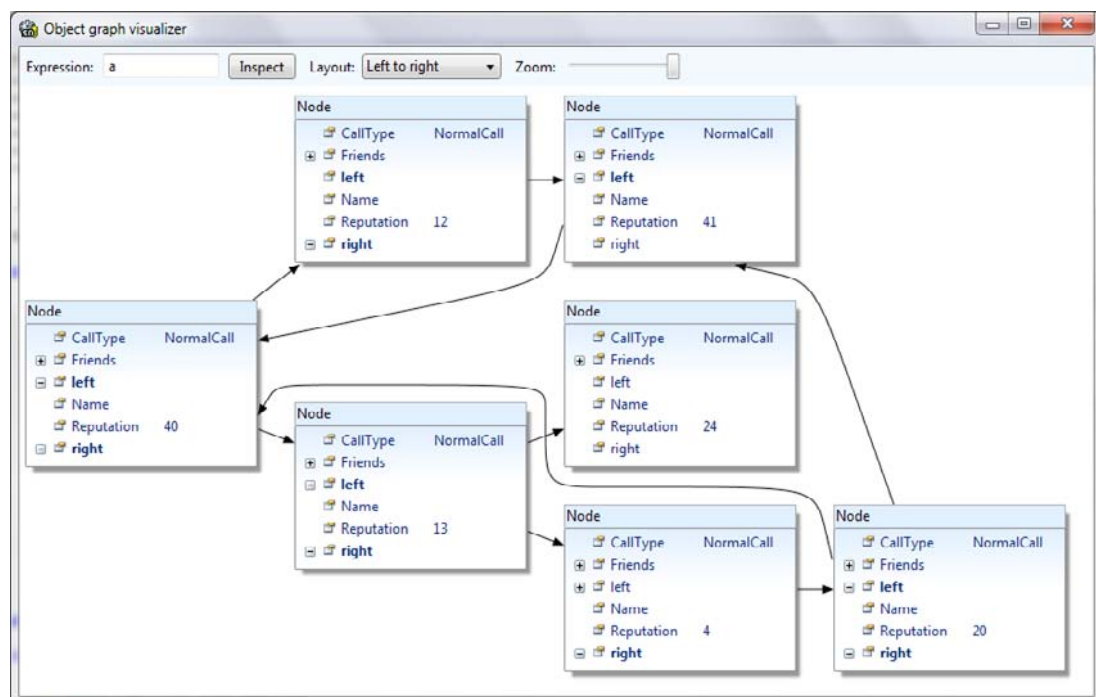 Object graph visualizer
Expression: a Inspect Layout: Left to right Zoom:
Node
CallType NormalCall
Friends
left
Name
Reputation 12
right
Node
CallType NormalCall
Friends
left
Name
Reputation 41
right
Node
CallType NormalCall
Friends
left
Name
Reputation 40
right
Node
CallType NormalCall
Friends
left
Name
Reputation 24
right
Node
CallType NormalCall
Friends
left
Name
Reputation 13
right
Node
CallType NormalCall
Friends
left
Name
Reputation 4
right
Node
CallType NormalCall
Friends
left
Name
Reputation 20
right